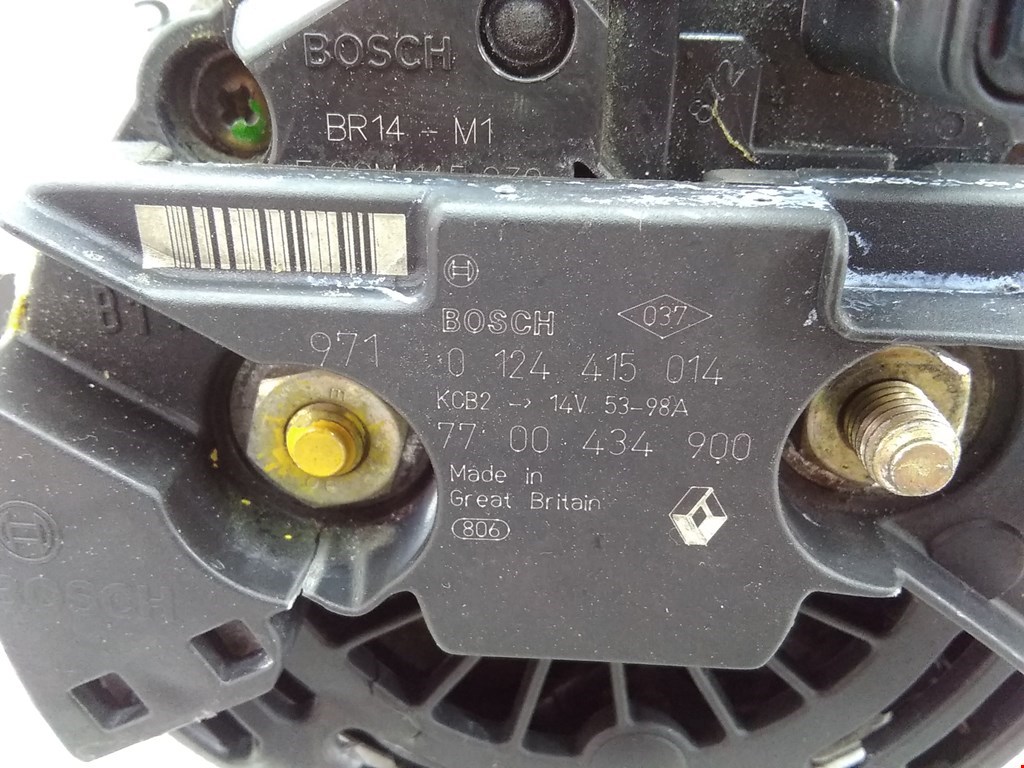 BOSCH
BR14 - M1
812
BOSCH
037
971
0 124 415 014
KCB2 -> 14V 53-98A
77 00 434 900
Made in
Great Britain
806
BOSCH